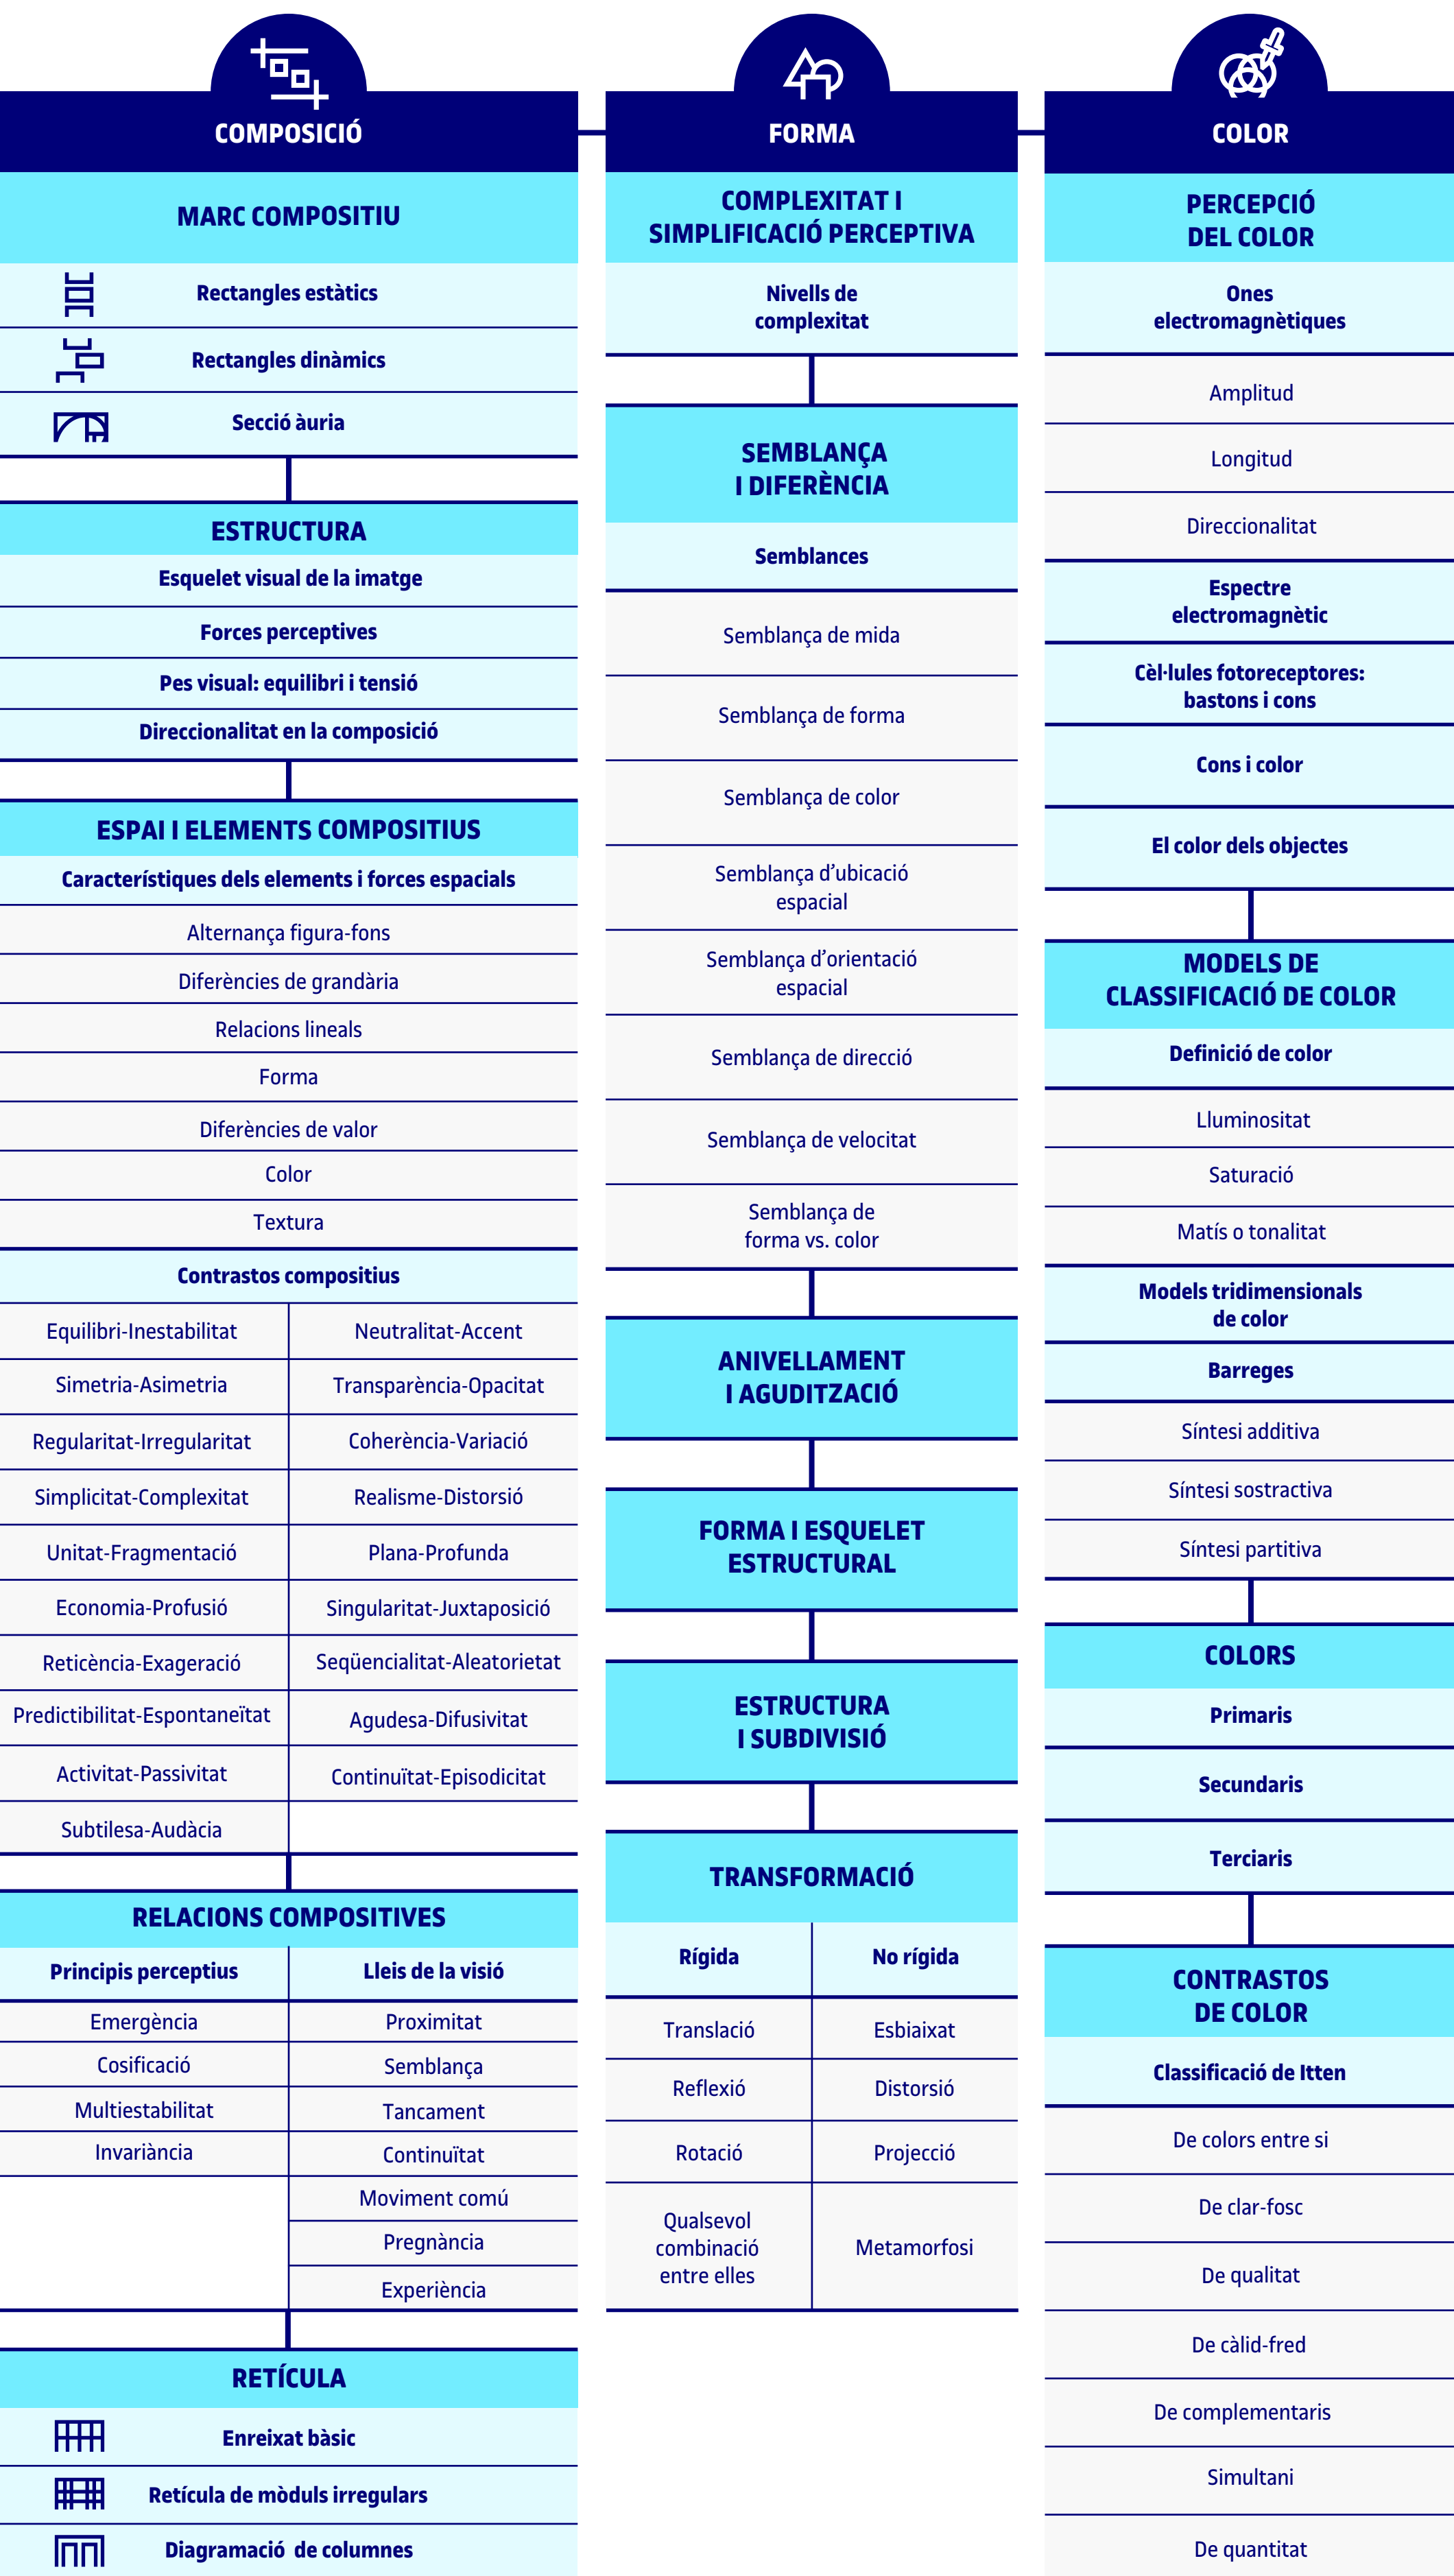 COMPOSICIÓ
MARC COMPOSITIU
Rectangles estàtics
Rectangles dinàmics
Secció àuria
ESTRUCTURA
Esquelet visual de la imatge
Forces perceptives
Pes visual: equilibri i tensió
Direccionalitat en la composició
ESPAI I ELEMENTS COMPOSITIUS
Característiques dels elements i forces espacials
Alternança figura-fons
Diferències de grandària
Relacions lineals
Forma
Diferències de valor
Color
Textura
Contrastos compositius
Equilibri-Inestabilitat
Neutralitat-Accent
Simetria-Asimetria
Transparència-Opacitat
Regularitat-Irregularitat
Coherència-Variació
Simplicitat-Complexitat
Realisme-Distorsió
Unitat-Fragmentació
Plana-Profunda
Economia-Profusió
Singularitat-Juxtaposició
Reticència-Exageració
Seqüencialitat-Aleatorietat
Predictibilitat-Espontaneïtat
Agudesa-Difusivitat
Activitat-Passivitat
Continuïtat-Episodicitat
Subtilesa-Audàcia
RELACIONS COMPOSITIVES
Principis perceptius
Lleis de la visió
Emergència
Proximitat
Cosificació
Semblança
Multiestabilitat
Tancament
Invariància
Continuïtat
Moviment comú
Pregnància
Experiència
RETÍCULA
Enreixat bàsic
Retícula de mòduls irregulars
Diagramació de columnes
FORMA
COMPLEXITAT I
SIMPLIFICACIÓ PERCEPTIVA
Nivells de
complexitat
SEMBLANÇA
I DIFERÈNCIA
Semblances
Semblança de mida
Semblança de forma
Semblança de color
Semblança d’ubicació
espacial
Semblança d’orientació
espacial
Semblança de direcció
Semblança de velocitat
Semblança de
forma vs. color
ANIVELLAMENT
I AGUDITZACIÓ
FORMA I ESQUELET
ESTRUCTURAL
ESTRUCTURA
I SUBDIVISIÓ
TRANSFORMACIÓ
Rígida
No rígida
Translació
Esbiaixat
Reflexió
Distorsió
Rotació
Projecció
Qualsevol
combinació
entre elles
Metamorfosi
COLOR
PERCEPCIÓ
DEL COLOR
Ones
electromagnètiques
Amplitud
Longitud
Direccionalitat
Espectre
electromagnètic
Cèl·lules fotoreceptores:
bastons i cons
Cons i color
El color dels objectes
MODELS DE
CLASSIFICACIÓ DE COLOR
Definició de color
Lluminositat
Saturació
Matís o tonalitat
Models tridimensionals
de color
Barreges
Síntesi additiva
Síntesi sostractiva
Síntesi partitiva
COLORS
Primaris
Secundaris
Terciaris
CONTRASTOS
DE COLOR
Classificació de Itten
De colors entre si
De clar-fosc
De qualitat
De càlid-fred
De complementaris
Simultani
De quantitat